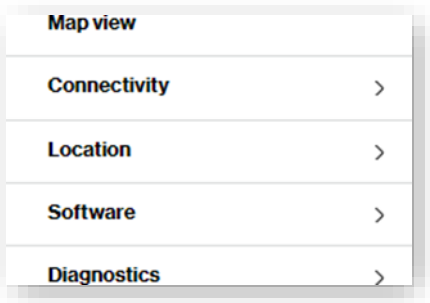 Map view
Connectivity
Location
Software
Diagnostics